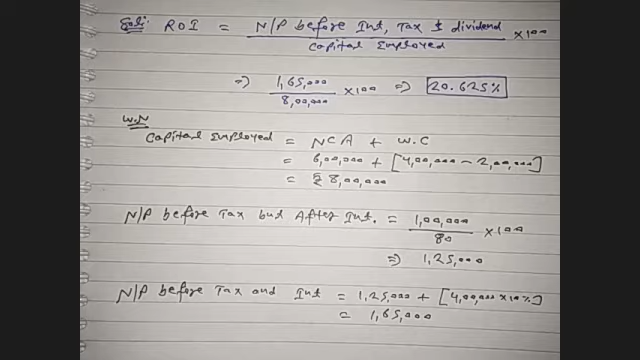 Soln: ROI = N/P before Int, Tax & dividend × 100
Capital Employed
⇒ 1,65,000 × 100 ⇒ 20.625%
8,00,000
W.N
Capital Employed = NCA + W.C
= 6,00,000 + [4,00,000 - 2,00,000]
= ₹ 8,00,000
N/P before Tax but After Int. = 1,00,000 × 100
80
⇒ 1,25,000
N/P before Tax and Int = 1,25,000 + [4,00,000 × 10%]
= 1,65,000